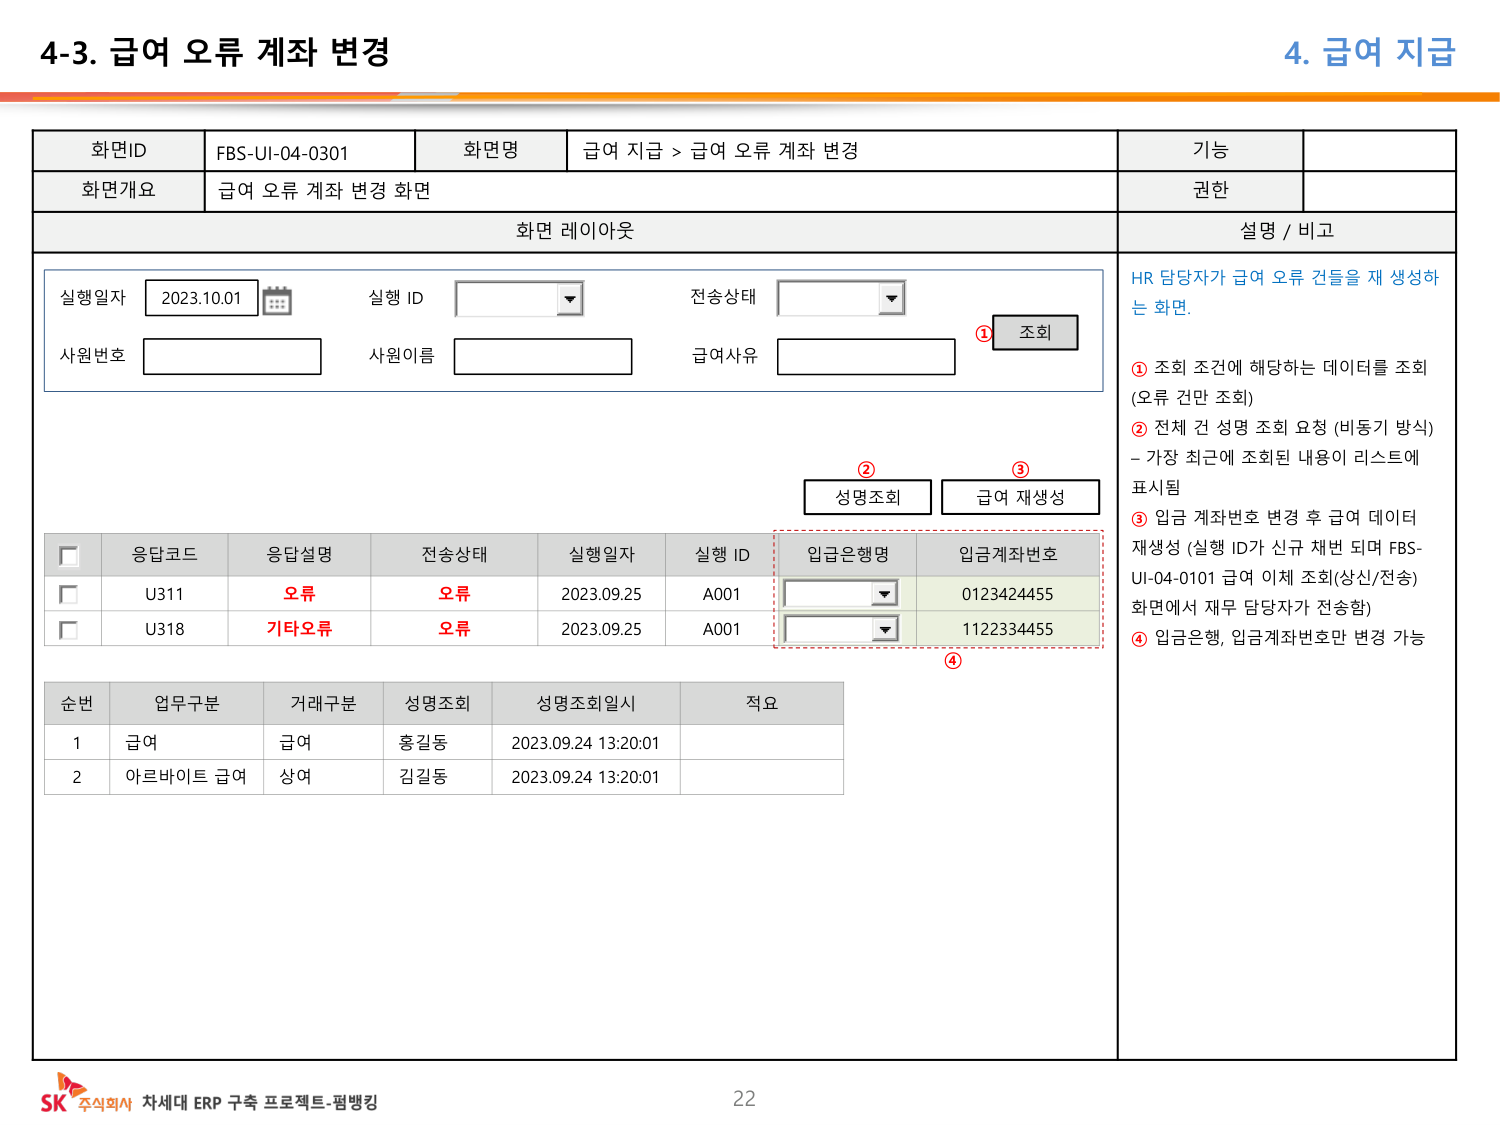 4-3. 급여 오류 계좌 변경
4. 급여 지급
화면ID FBS-UI-04-0301 화면명 급여 지급 > 급여 오류 계좌 변경 기능
화면개요 급여 오류 계좌 변경 화면 권한
화면 레이아웃 설명 / 비고
실행일자 2023.10.01 실행 ID 전송상태
① 조회
사원번호 사원이름 급여사유
② ③
성명조회 급여 재생성
응답코드 응답설명 전송상태 실행일자 실행 ID 입급은행명 입금계좌번호
U311 오류 오류 2023.09.25 A001 0123424455
U318 기타오류 오류 2023.09.25 A001 1122334455
④
순번 업무구분 거래구분 성명조회 성명조회일시 적요
1 급여 급여 홍길동 2023.09.24 13:20:01
2 아르바이트 급여 상여 김길동 2023.09.24 13:20:01
HR 담당자가 급여 오류 건들을 재 생성하
는 화면.
① 조회 조건에 해당하는 데이터를 조회
(오류 건만 조회)
② 전체 건 성명 조회 요청 (비동기 방식)
– 가장 최근에 조회된 내용이 리스트에
표시됨
③ 입금 계좌번호 변경 후 급여 데이터
재생성 (실행 ID가 신규 채번 되며 FBS-
UI-04-0101 급여 이체 조회(상신/전송)
화면에서 재무 담당자가 전송함)
④ 입금은행, 입금계좌번호만 변경 가능
SK 주식회사 차세대 ERP 구축 프로젝트-펌뱅킹
22